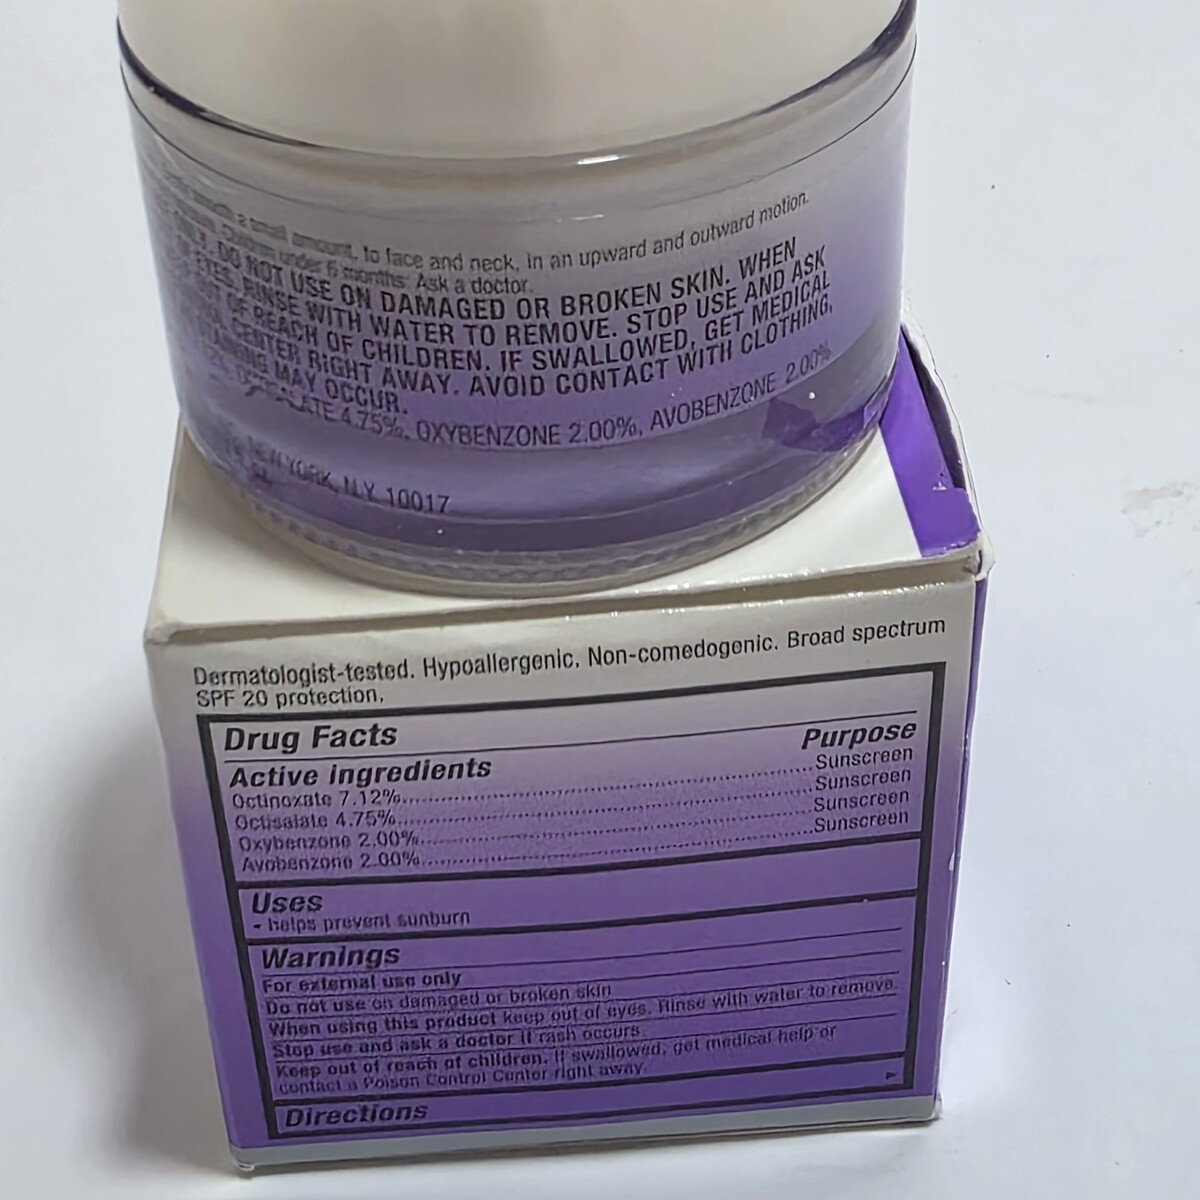 small amount, to face and neck, in an upward and outward motion.
Children under 6 months: Ask a doctor.
DO NOT USE ON DAMAGED OR BROKEN SKIN. WHEN
EYES. RINSE WITH WATER TO REMOVE. STOP USE AND ASK
OF REACH OF CHILDREN. IF SWALLOWED, GET MEDICAL
CENTER RIGHT AWAY. AVOID CONTACT WITH CLOTHING,
MAY OCCUR.
4.75%, OXYBENZONE 2.00%, AVOBENZONE 2.00%
NEW YORK, N.Y. 10017
Dermatologist-tested. Hypoallergenic, Non-comedogenic. Broad spectrum
SPF 20 protection,
Drug Facts
Active ingredients Purpose
Octinoxate 7.12% Sunscreen
Octisalate 4.75% Sunscreen
Oxybenzone 2.00% Sunscreen
Avobenzone 2.00% Sunscreen
Uses
- helps prevent sunburn
Warnings
For external use only
Do not use on damaged or broken skin
When using this product keep out of eyes. Rinse with water to remove.
Stop use and ask a doctor if rash occurs
Keep out of reach of children. If swallowed, get medical help or
contact a Poison Control Center right away.
Directions